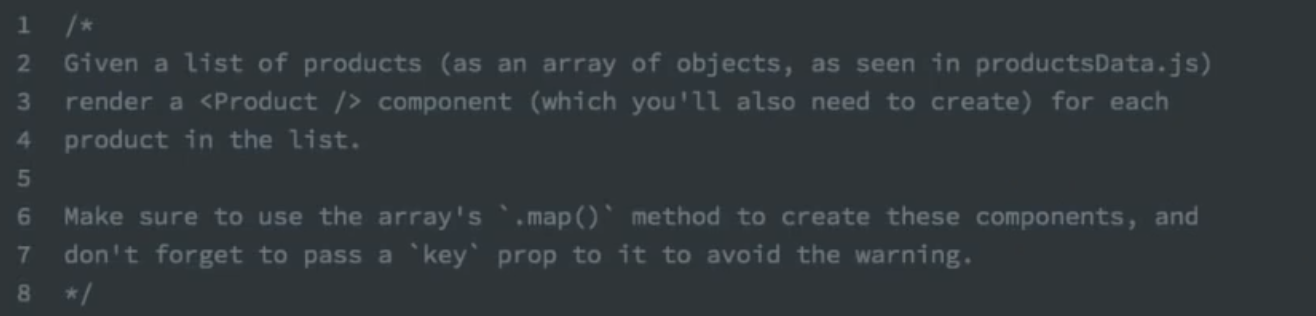 1 /*
2 Given a list of products (as an array of objects, as seen in productsData.js)
3 render a <Product /> component (which you'll also need to create) for each
4 product in the list.
5
6 Make sure to use the array's `.map()` method to create these components, and
7 don't forget to pass a `key` prop to it to avoid the warning.
8 */